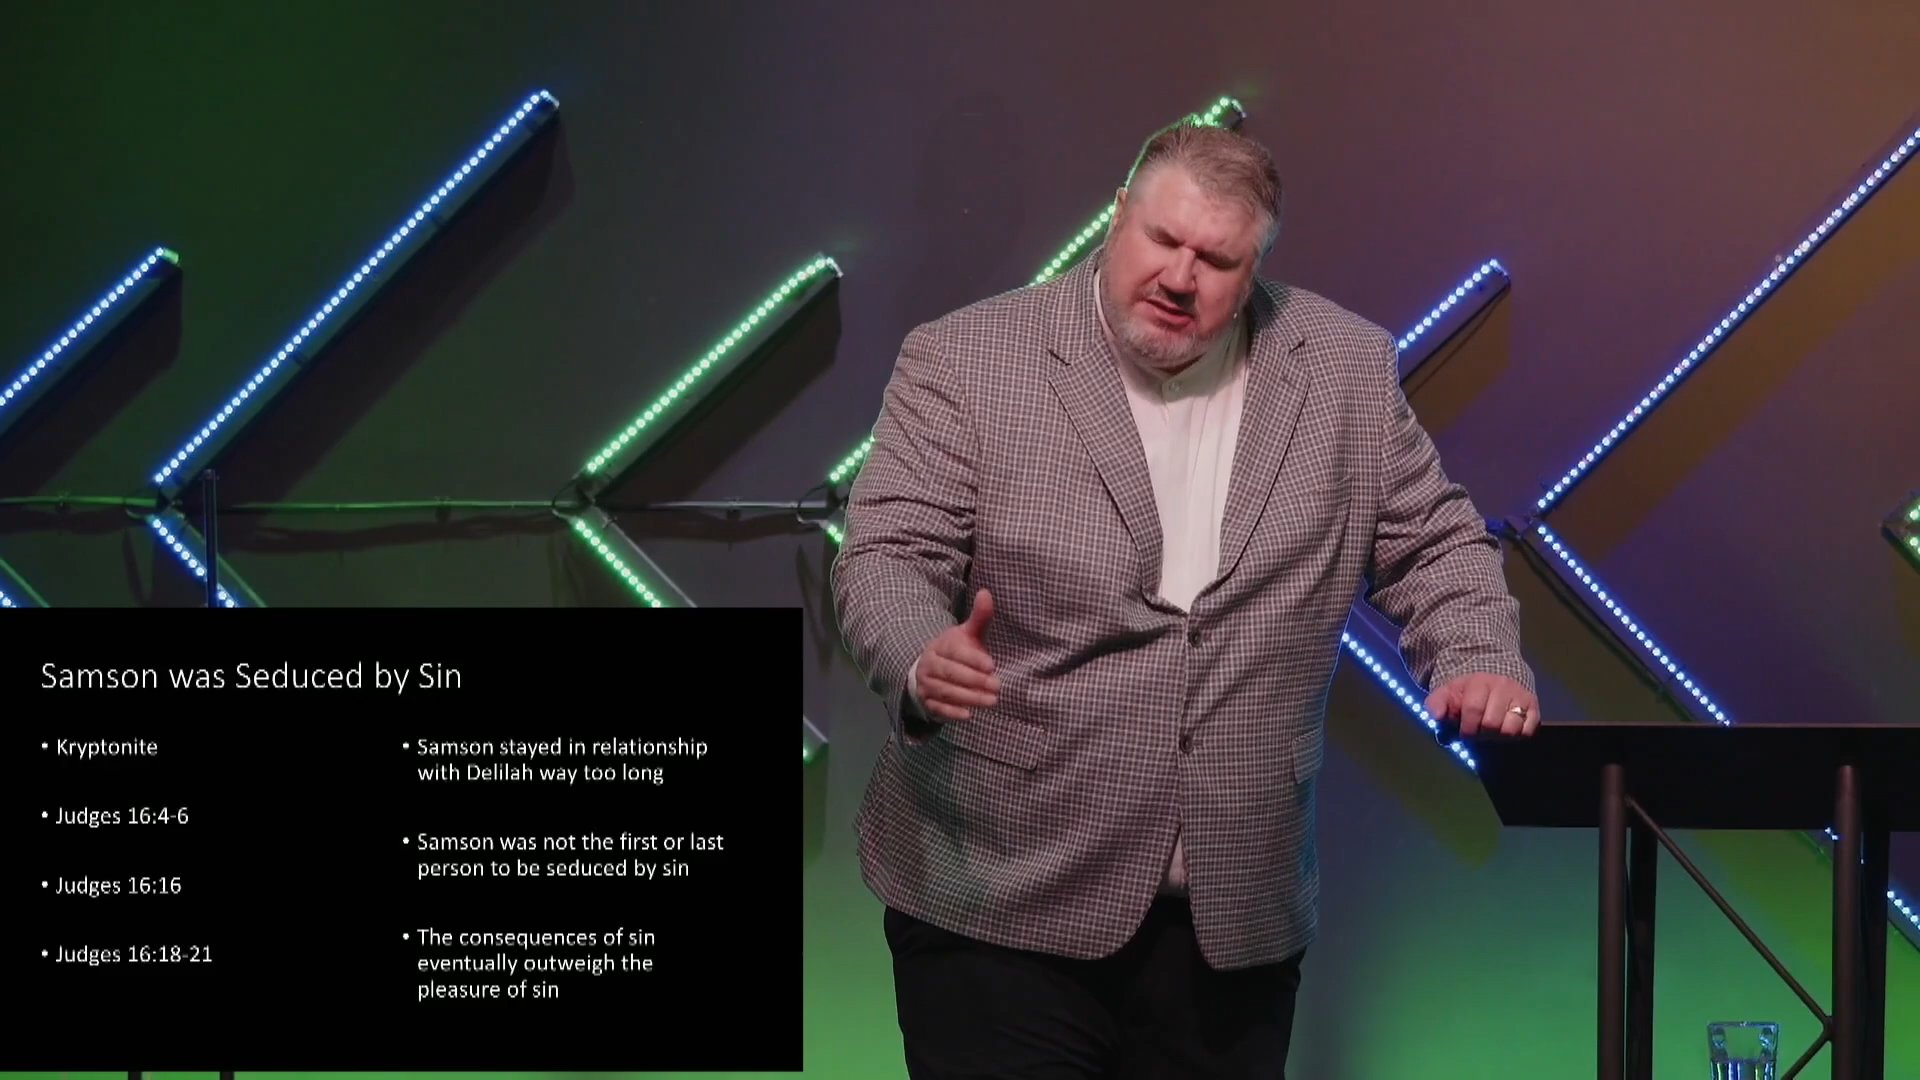 Samson was Seduced by Sin
• Kryptonite
• Judges 16:4-6
• Judges 16:16
• Judges 16:18-21
• Samson stayed in relationship
with Delilah way too long
• Samson was not the first or last
person to be seduced by sin
• The consequences of sin
eventually outweigh the
pleasure of sin